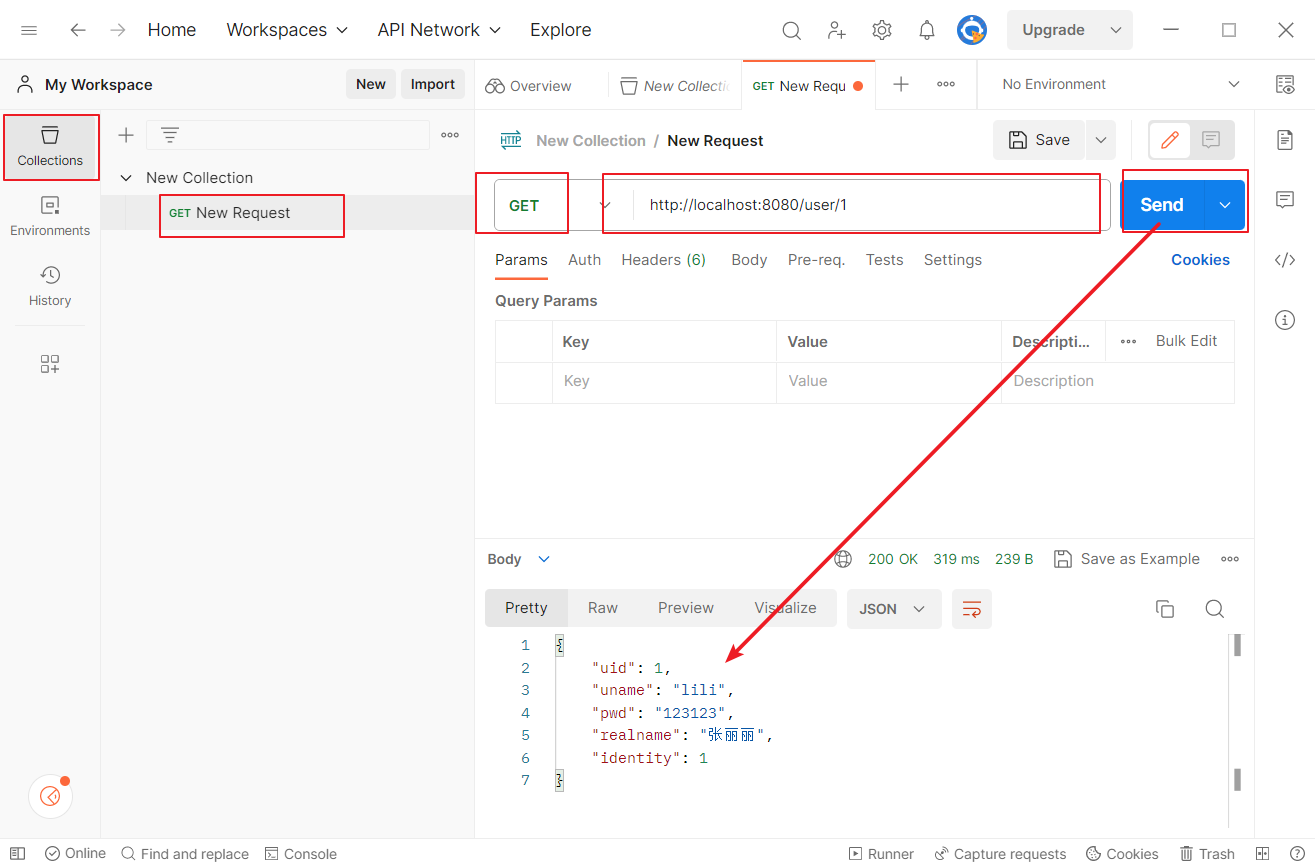 Home Workspaces API Network Explore Upgrade
My Workspace New Import Overview New Collectio GET New Requ No Environment
Collections
HTTP New Collection / New Request Save
New Collection
GET New Request
GET http://localhost:8080/user/1 Send
Environments
History
Params Auth Headers (6) Body Pre-req. Tests Settings Cookies
Query Params
Key Value Descripti... Bulk Edit
Key Value Description
Body 200 OK 319 ms 239 B Save as Example
Pretty Raw Preview Visualize JSON
1 {
2 "uid": 1,
3 "uname": "lili",
4 "pwd": "123123",
5 "realname": "张丽丽",
6 "identity": 1
7 }
Online Find and replace Console Runner Capture requests Cookies Trash